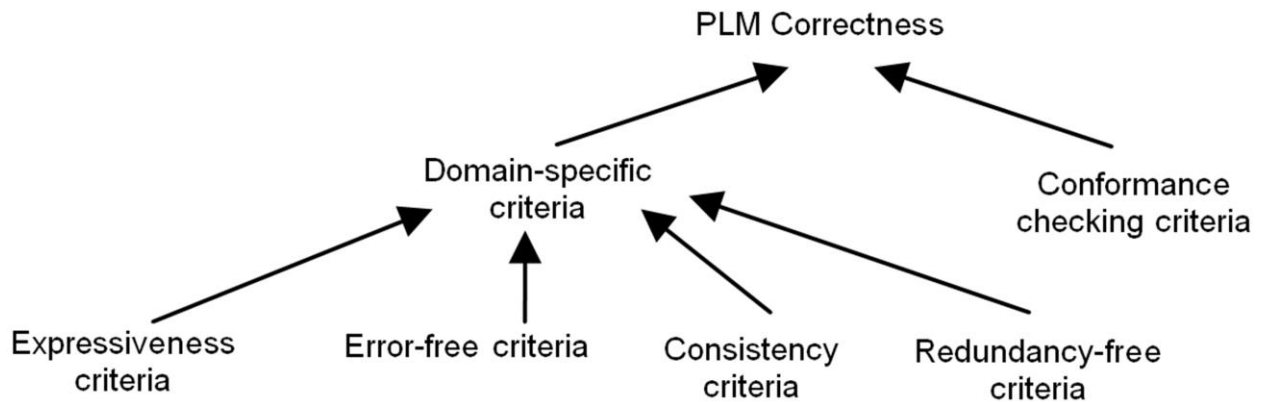 PLM Correctness
Domain-specific
criteria
Conformance
checking criteria
Expressiveness
criteria
Error-free criteria
Consistency
criteria
Redundancy-free
criteria